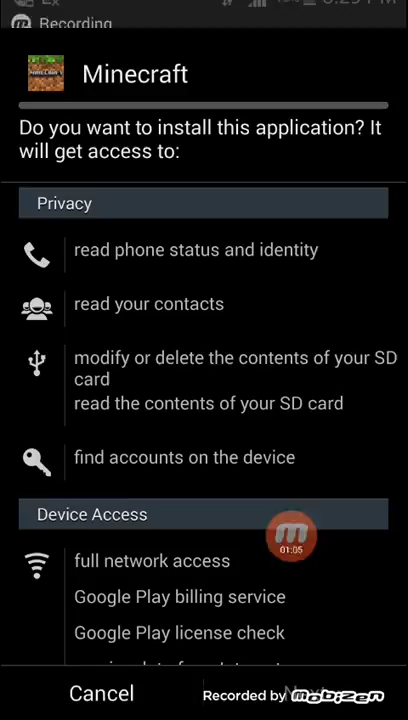 Recording
Minecraft
Do you want to install this application? It
will get access to:
Privacy
read phone status and identity
read your contacts
modify or delete the contents of your SD
card
read the contents of your SD card
find accounts on the device
Device Access
01:05
full network access
Google Play billing service
Google Play license check
Cancel
Recorded by mobizen